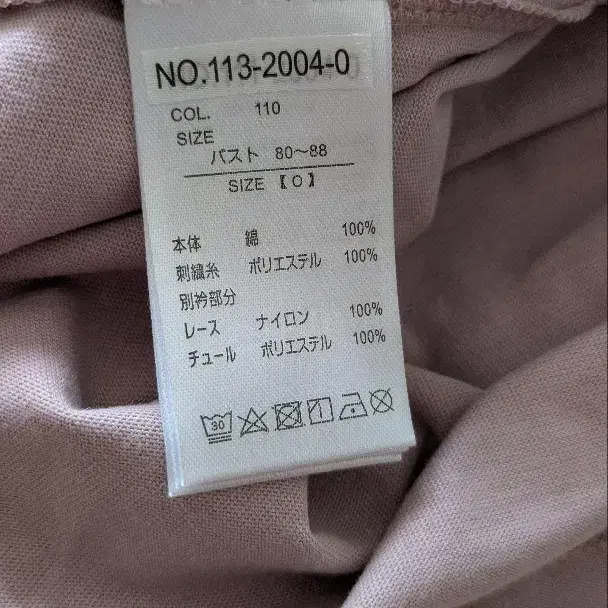 NO.113-2004-0
COL. 110
SIZE
バスト 80～88
SIZE 【O】
本体 綿 100%
刺繍糸 ポリエステル 100%
別衿部分
レース ナイロン 100%
チュール ポリエステル 100%
30